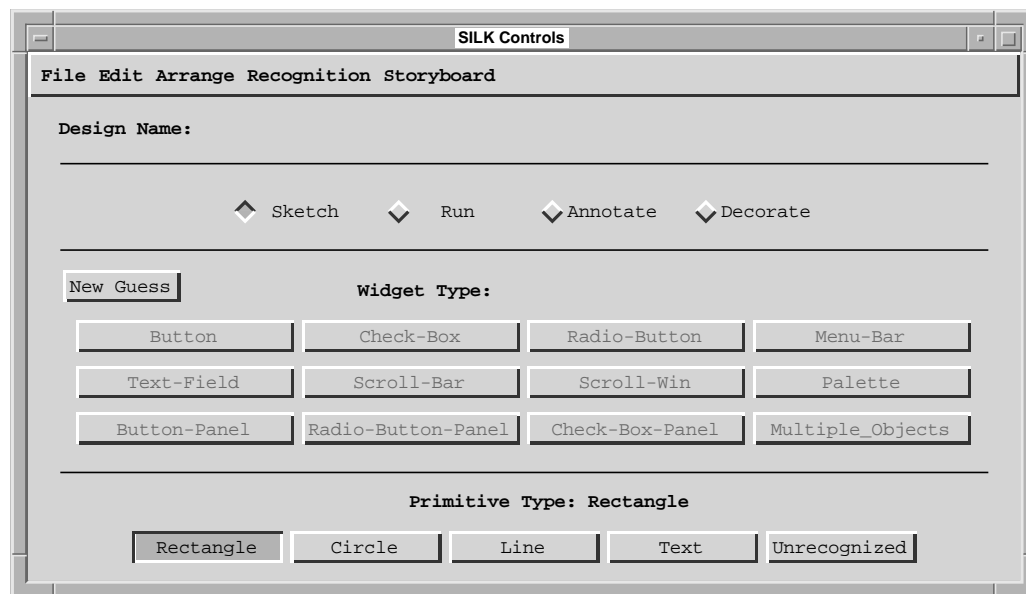 SILK Controls
File Edit Arrange Recognition Storyboard
Design Name:
Sketch Run Annotate Decorate
New Guess
Widget Type:
Button Check-Box Radio-Button Menu-Bar
Text-Field Scroll-Bar Scroll-Win Palette
Button-Panel Radio-Button-Panel Check-Box-Panel Multiple_Objects
Primitive Type: Rectangle
Rectangle Circle Line Text Unrecognized